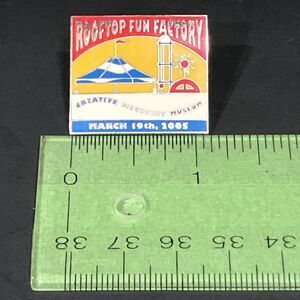 ROOFTOP FUN FACTORY
CREATIVE DISCOVERY MUSEUM
MARCH 19th, 2005
0 1
38 37 36 35 34